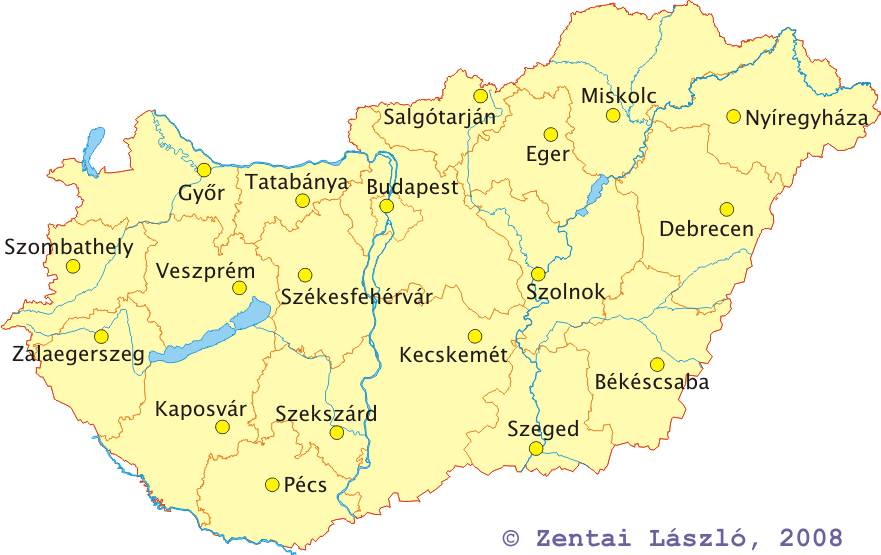 Miskolc
Salgótarján
Nyíregyháza
Eger
Tatabánya
Budapest
Győr
Debrecen
Szombathely
Veszprém
Székesfehérvár
Szolnok
Zalaegerszeg
Kecskemét
Békéscsaba
Kaposvár
Szekszárd
Szeged
Pécs
© Zentai László, 2008